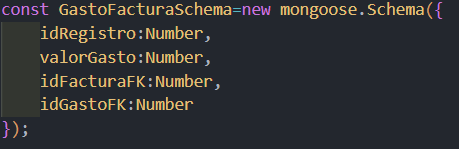 const GastoFacturaSchema=new mongoose.Schema({
    idRegistro:Number,
    valorGasto:Number,
    idFacturaFK:Number,
    idGastoFK:Number
});